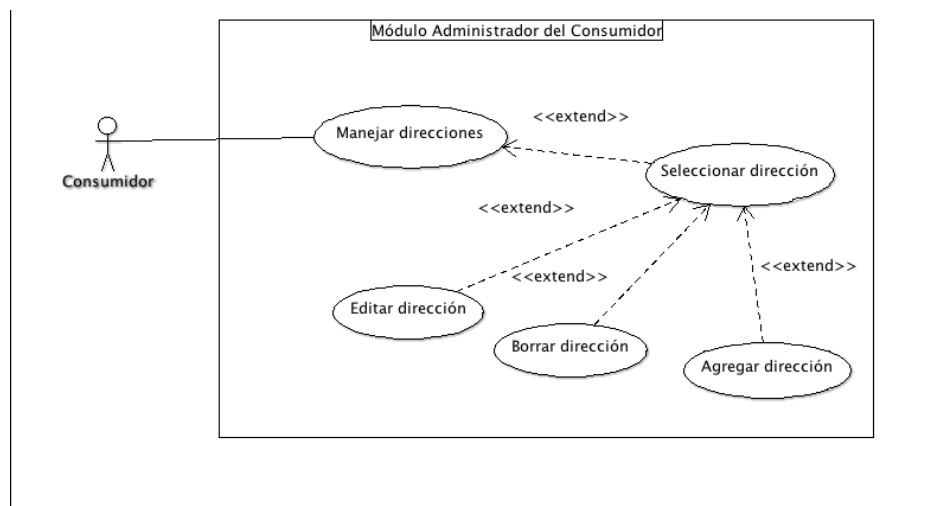 Módulo Administrador del Consumidor
<<extend>>
Manejar direcciones
Seleccionar dirección
Consumidor
<<extend>>
<<extend>>
<<extend>>
Editar dirección
Borrar dirección
Agregar dirección